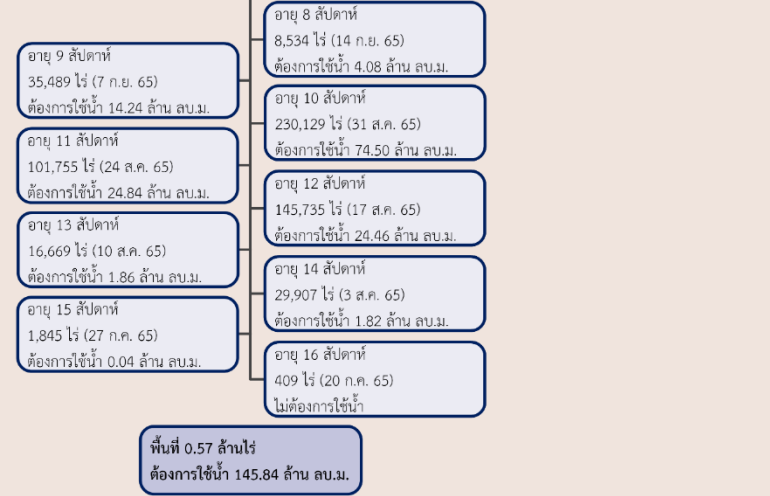 อายุ 8 สัปดาห์
8,534 ไร่ (14 ก.ย. 65)
ต้องการใช้น้ำ 4.08 ล้าน ลบ.ม.
อายุ 9 สัปดาห์
35,489 ไร่ (7 ก.ย. 65)
ต้องการใช้น้ำ 14.24 ล้าน ลบ.ม.
อายุ 10 สัปดาห์
230,129 ไร่ (31 ส.ค. 65)
ต้องการใช้น้ำ 74.50 ล้าน ลบ.ม.
อายุ 11 สัปดาห์
101,755 ไร่ (24 ส.ค. 65)
ต้องการใช้น้ำ 24.84 ล้าน ลบ.ม.
อายุ 12 สัปดาห์
145,735 ไร่ (17 ส.ค. 65)
ต้องการใช้น้ำ 24.46 ล้าน ลบ.ม.
อายุ 13 สัปดาห์
16,669 ไร่ (10 ส.ค. 65)
ต้องการใช้น้ำ 1.86 ล้าน ลบ.ม.
อายุ 14 สัปดาห์
29,907 ไร่ (3 ส.ค. 65)
ต้องการใช้น้ำ 1.82 ล้าน ลบ.ม.
อายุ 15 สัปดาห์
1,845 ไร่ (27 ก.ค. 65)
ต้องการใช้น้ำ 0.04 ล้าน ลบ.ม.
อายุ 16 สัปดาห์
409 ไร่ (20 ก.ค. 65)
ไม่ต้องการใช้น้ำ
พื้นที่ 0.57 ล้านไร่
ต้องการใช้น้ำ 145.84 ล้าน ลบ.ม.